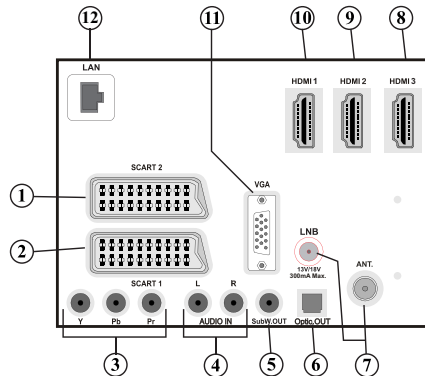 12 11 10 9 8
LAN
HDMI 1 HDMI 2 HDMI 3
SCART 2
1
VGA
2
LNB
13V/18V
300mA Max.
ANT.
SCART 1 L R
Y Pb Pr AUDIO IN SubW.OUT Optic.OUT
3 4 5 6 7